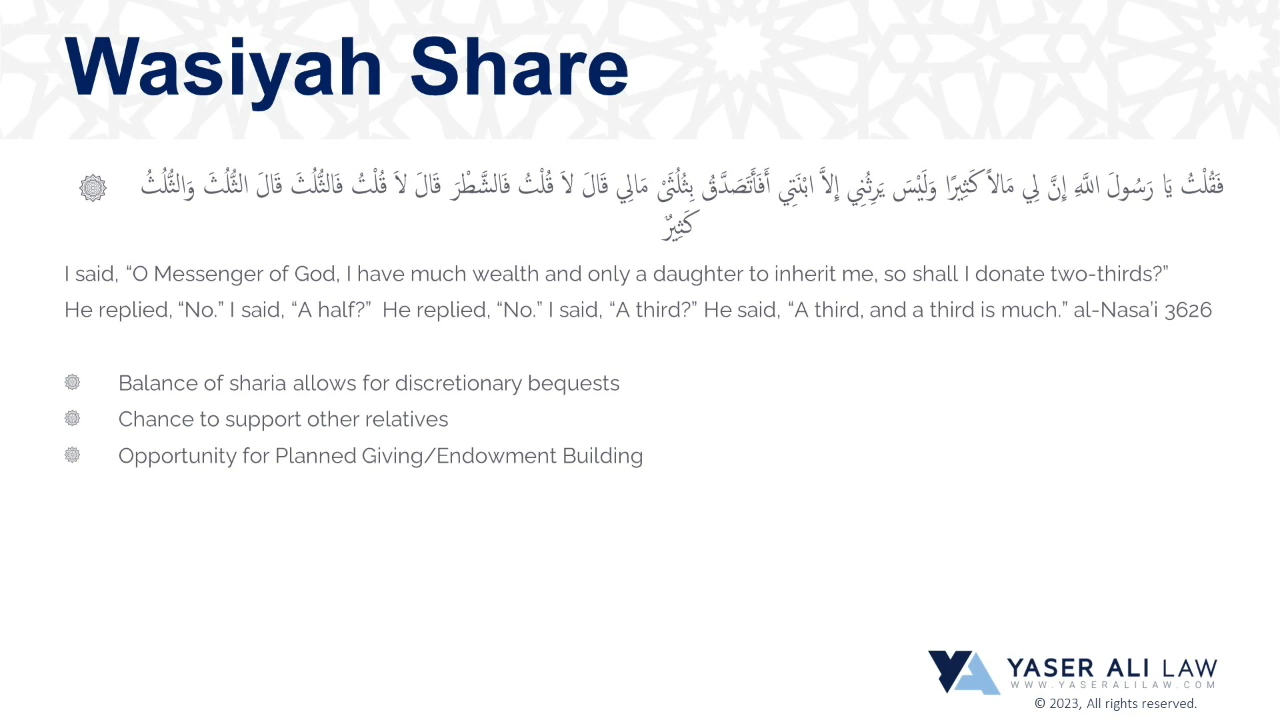 Wasiyah Share
فَقُلْتُ يَا رَسُولَ اللَّهِ إِنَّ لِي مَالاً كَثِيرًا وَلَيْسَ يَرِثُنِي إِلاَّ ابْنَتِي أَفَأَتَصَدَّقُ بِثُلُثَىْ مَالِي قَالَ لاَ قُلْتُ فَالشَّطْرَ قَالَ لاَ قُلْتُ فَالثُّلُثَ قَالَ الثُّلُثَ وَالثُّلُثُ
كَثِيرٌ
I said, “O Messenger of God, I have much wealth and only a daughter to inherit me, so shall I donate two-thirds?”
He replied, “No.” I said, “A half?”  He replied, “No.” I said, “A third?” He said, “A third, and a third is much.” al-Nasa’i 3626
Balance of sharia allows for discretionary bequests
Chance to support other relatives
Opportunity for Planned Giving/Endowment Building
YASER ALI LAW
WWW.YASERALILAW.COM
© 2023, All rights reserved.